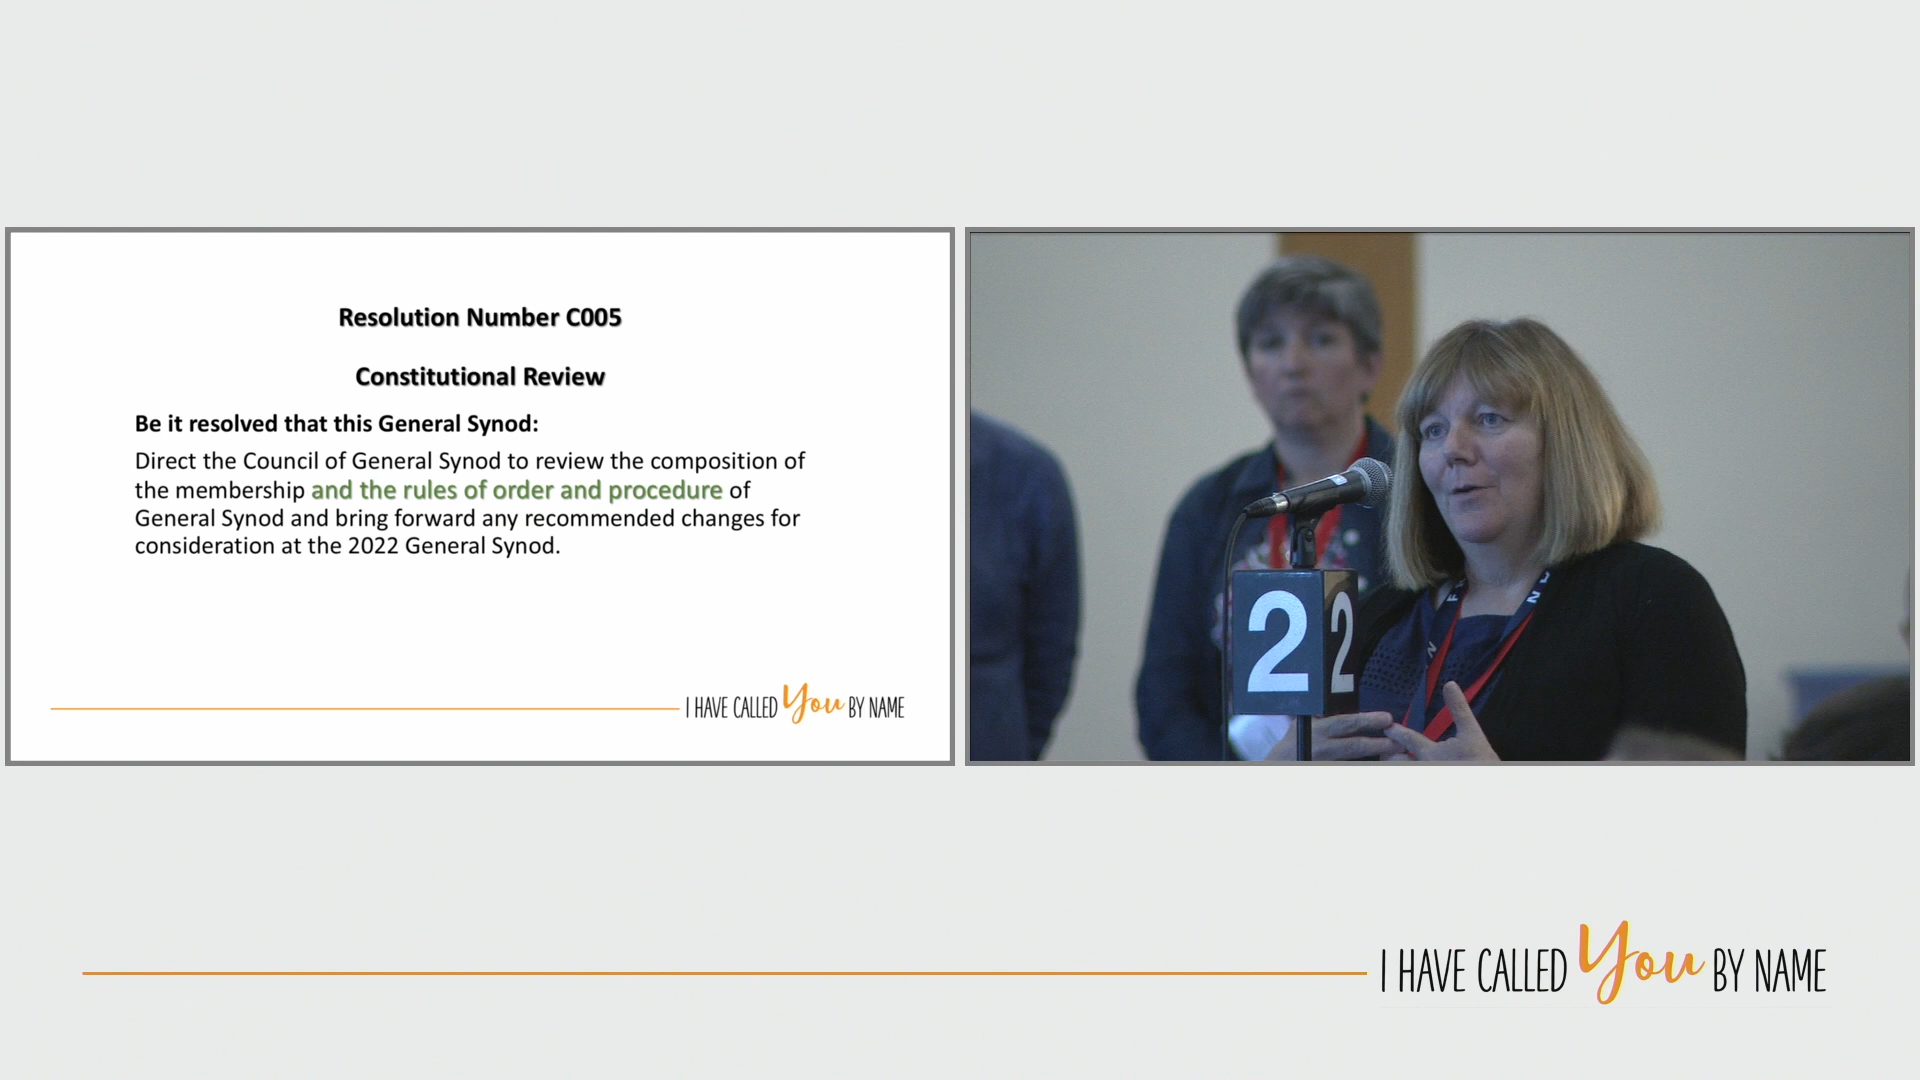 Resolution Number C005
Constitutional Review
Be it resolved that this General Synod:
Direct the Council of General Synod to review the composition of
the membership and the rules of order and procedure of
General Synod and bring forward any recommended changes for
consideration at the 2022 General Synod.
I HAVE CALLED You BY NAME
2 2
I HAVE CALLED You BY NAME